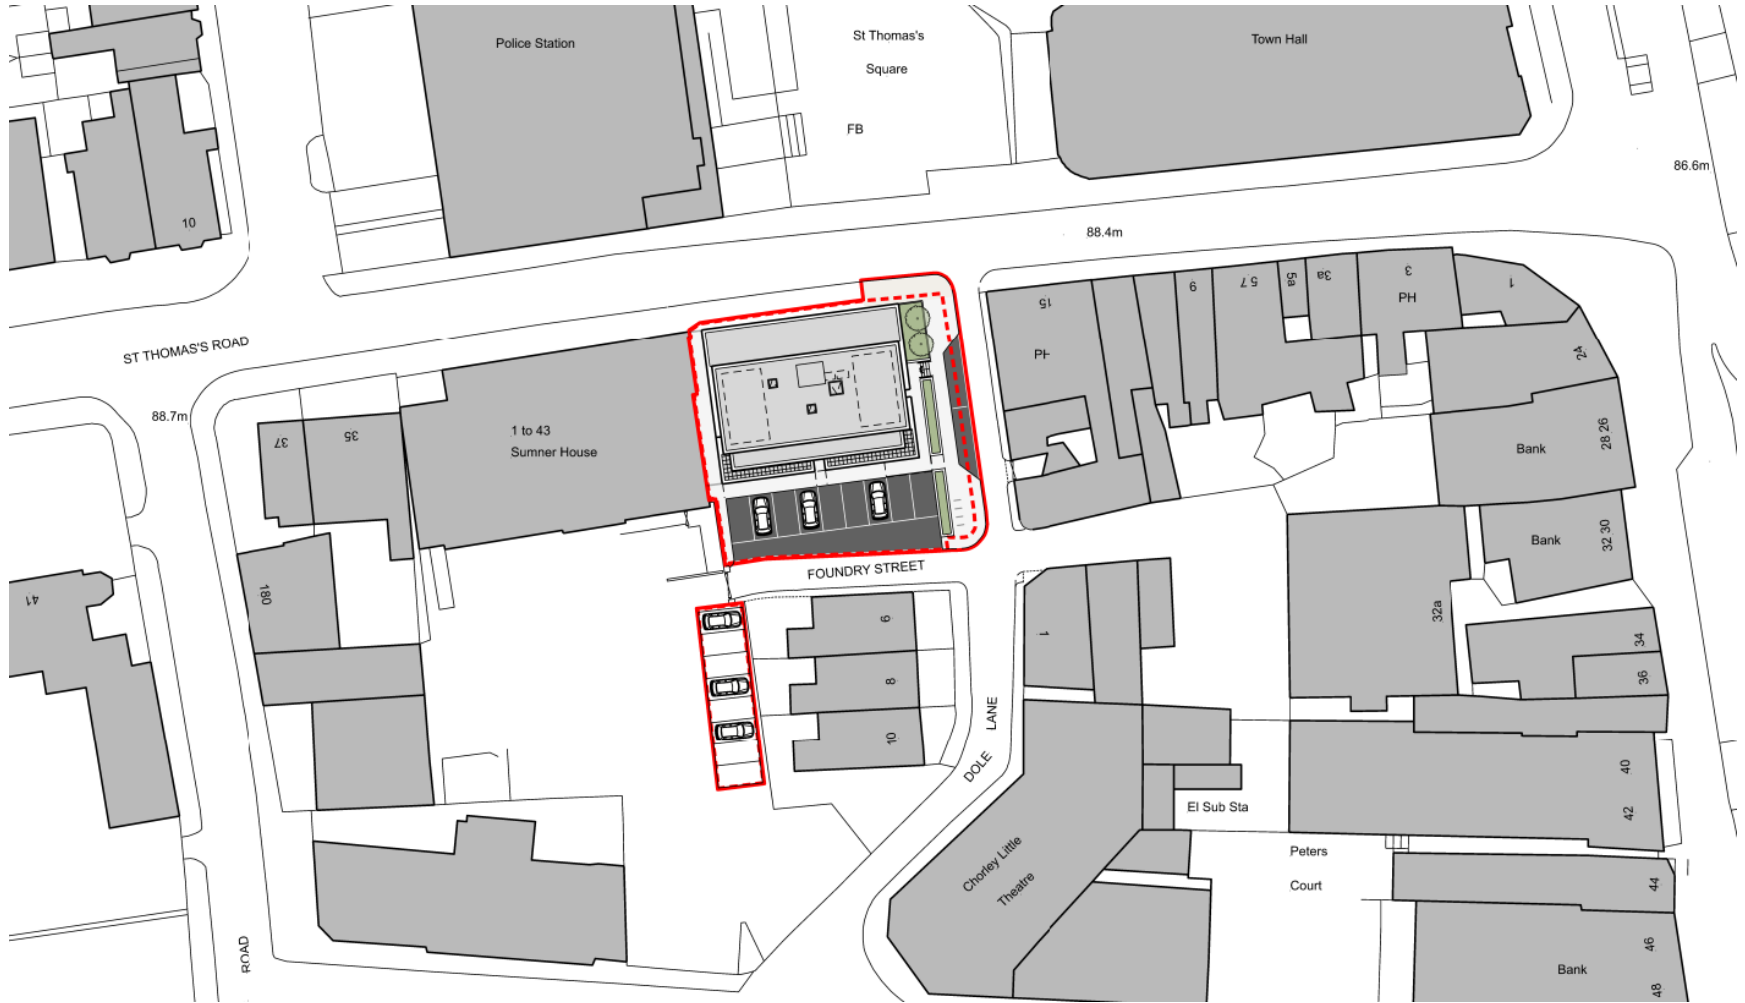 Police Station
St Thomas's
Square
FB
Town Hall
86.6m
88.4m
10
ST THOMAS'S ROAD
88.7m
37
35
1 to 43
Sumner House
15
PH
9
5 7
5a
3a
3
PH
1
24
28 26
Bank
32 30
Bank
41
180
FOUNDRY STREET
6
8
10
1
32a
34
36
DOLE
LANE
40
42
El Sub Sta
Chorley Little
Theatre
Peters
Court
44
46
Bank
48
ROAD